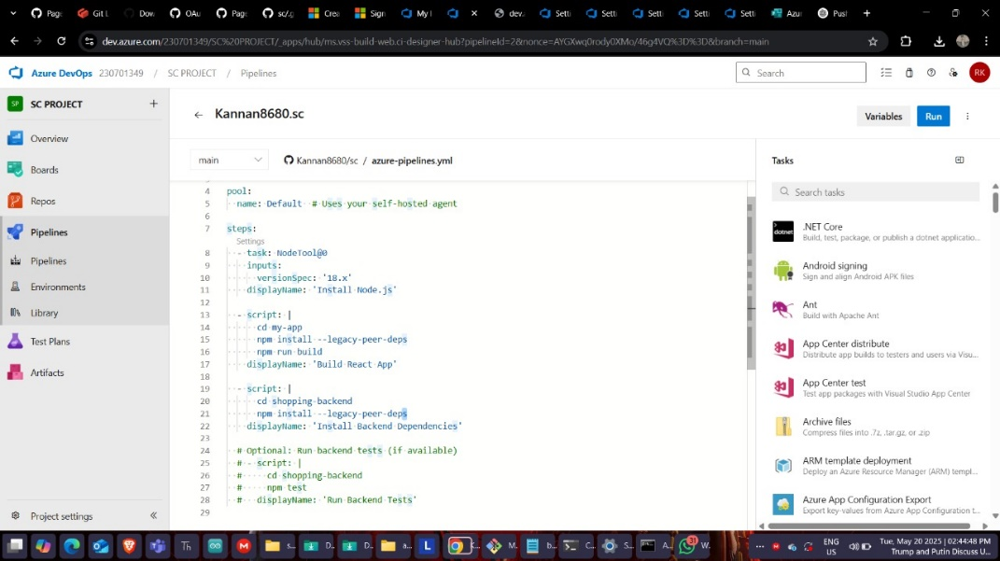 Page
Git L
Dow
OAu
Page
sc/.g
Crea
Sign
My I
dev.
Setti
Setti
Setti
Setti
Setti
Azur
Pus
dev.azure.com/230701349/SC%20PROJECT/_apps/hub/ms.vss-build-web.ci-designer-hub?pipelineId=2&nonce=AYGXwq0rody0XMo/46g4VQ%3D%3D&branch=main
Azure DevOps 230701349 / SC PROJECT / Pipelines
Search
RK
SP SC PROJECT +
Overview
Boards
Repos
Pipelines
Pipelines
Environments
Library
Test Plans
Artifacts
Project settings
Kannan8680.sc
Variables
Run
main
Kannan8680/sc / azure-pipelines.yml
4 pool:
5 name: Default # Uses your self-hosted agent
6
7 steps:
Settings
8 - task: NodeTool@0
9 inputs:
10 versionSpec: '18.x'
11 displayName: 'Install Node.js'
12
13 - script: |
14 cd my-app
15 npm install --legacy-peer-deps
16 npm run build
17 displayName: 'Build React App'
18
19 - script: |
20 cd shopping-backend
21 npm install --legacy-peer-deps
22 displayName: 'Install Backend Dependencies'
23
24 # Optional: Run backend tests (if available)
25 # - script: |
26 # cd shopping-backend
27 # npm test
28 # displayName: 'Run Backend Tests'
29
Tasks
Search tasks
dotnet
.NET Core
Build, test, package, or publish a dotnet applicatio...
Android signing
Sign and align Android APK files
Ant
Build with Apache Ant
App Center distribute
Distribute app builds to testers and users via Visu...
App Center test
Test app packages with Visual Studio App Center
Archive files
Compress files into .7z, .tar.gz, or .zip
ARM template deployment
Deploy an Azure Resource Manager (ARM) templ...
Azure App Configuration Export
Export key-values from Azure App Configuration t...
Th
s...
D..
D..
a...
L
K..
M..
b...
C...
S...
A...
31
W.
ENG
US
Tue, May 20 2025 | 02:44:48 PM
Trump and Putin Discuss U...